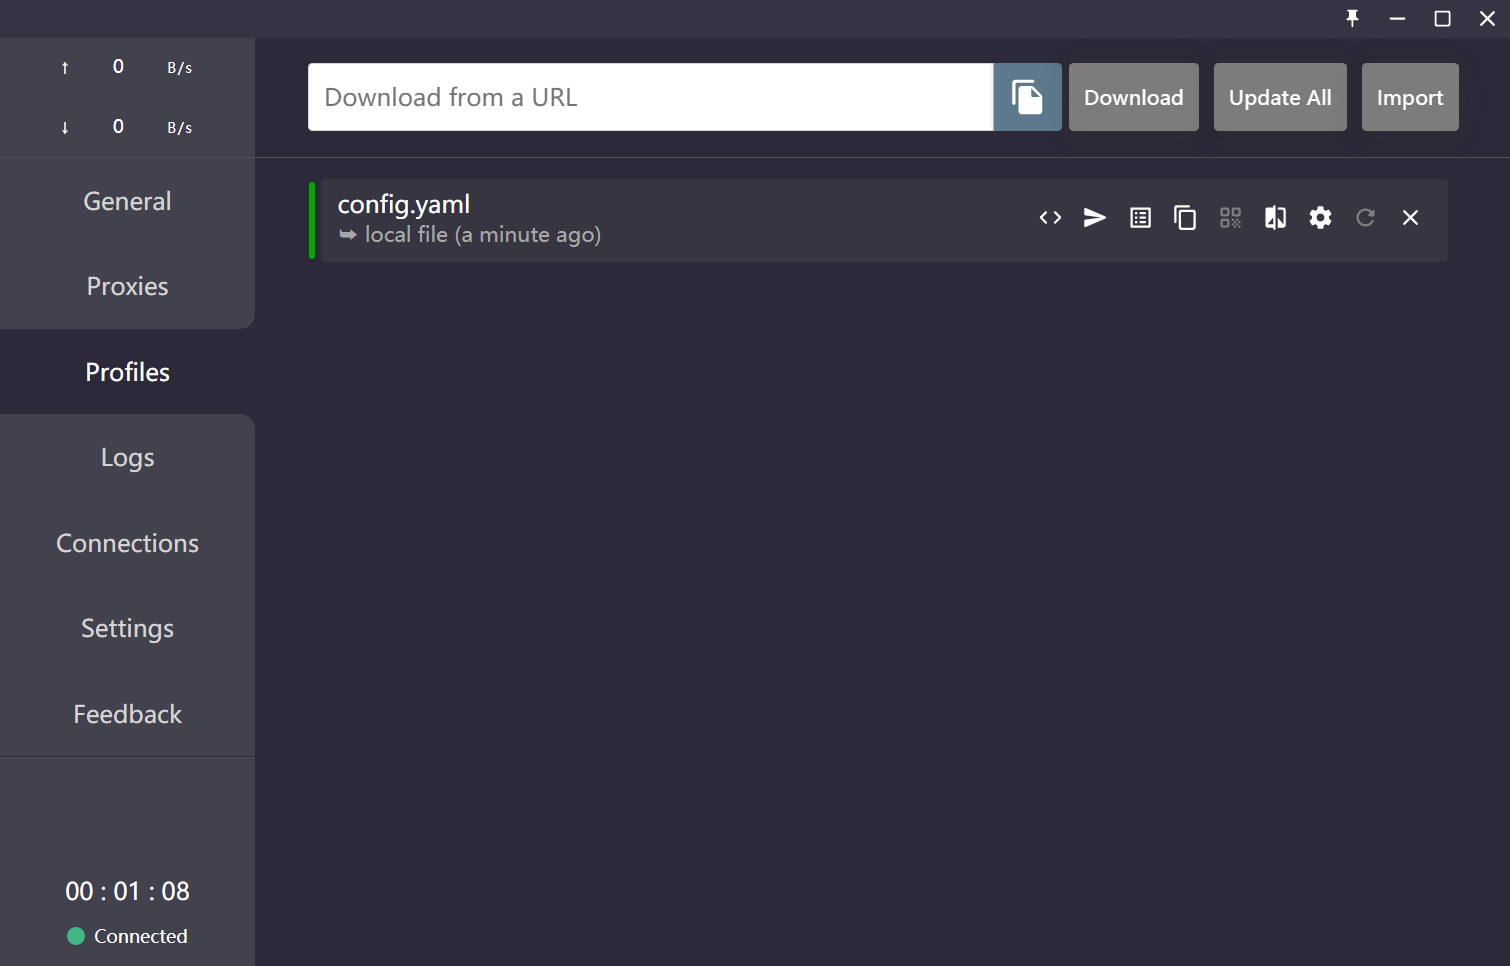 ↑ 0 B/s
↓ 0 B/s
General
Proxies
Profiles
Logs
Connections
Settings
Feedback
00 : 01 : 08
Connected
Download from a URL
Download
Update All
Import
config.yaml
local file (a minute ago)